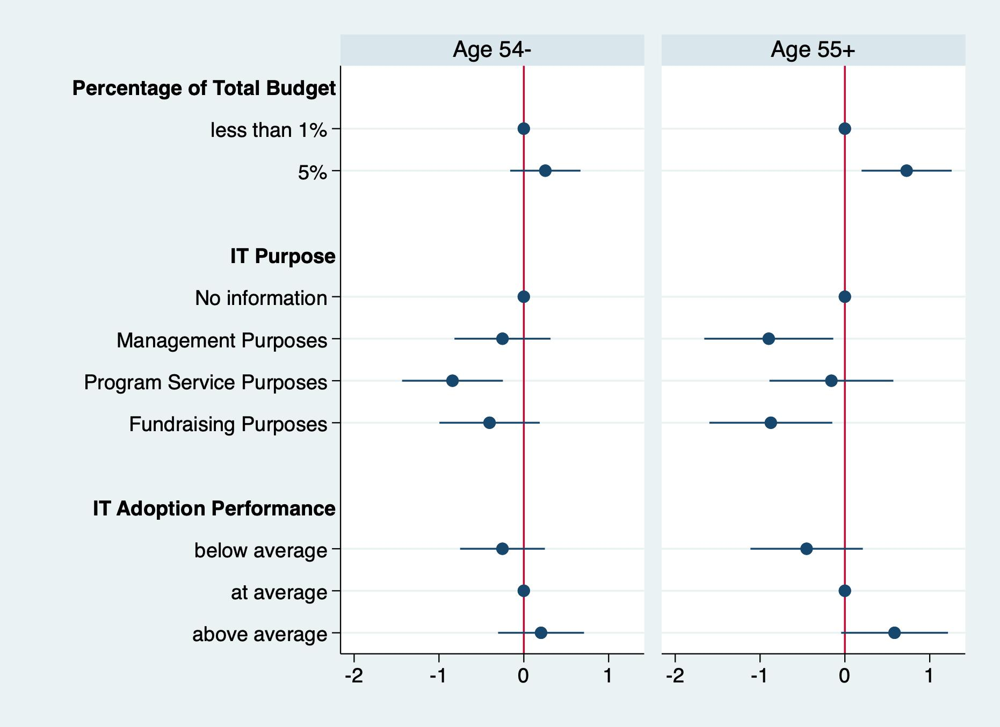 Age 54-
Age 55+
Percentage of Total Budget
less than 1%
5%
IT Purpose
No information
Management Purposes
Program Service Purposes
Fundraising Purposes
IT Adoption Performance
below average
at average
above average
-2 -1 0 1
-2 -1 0 1